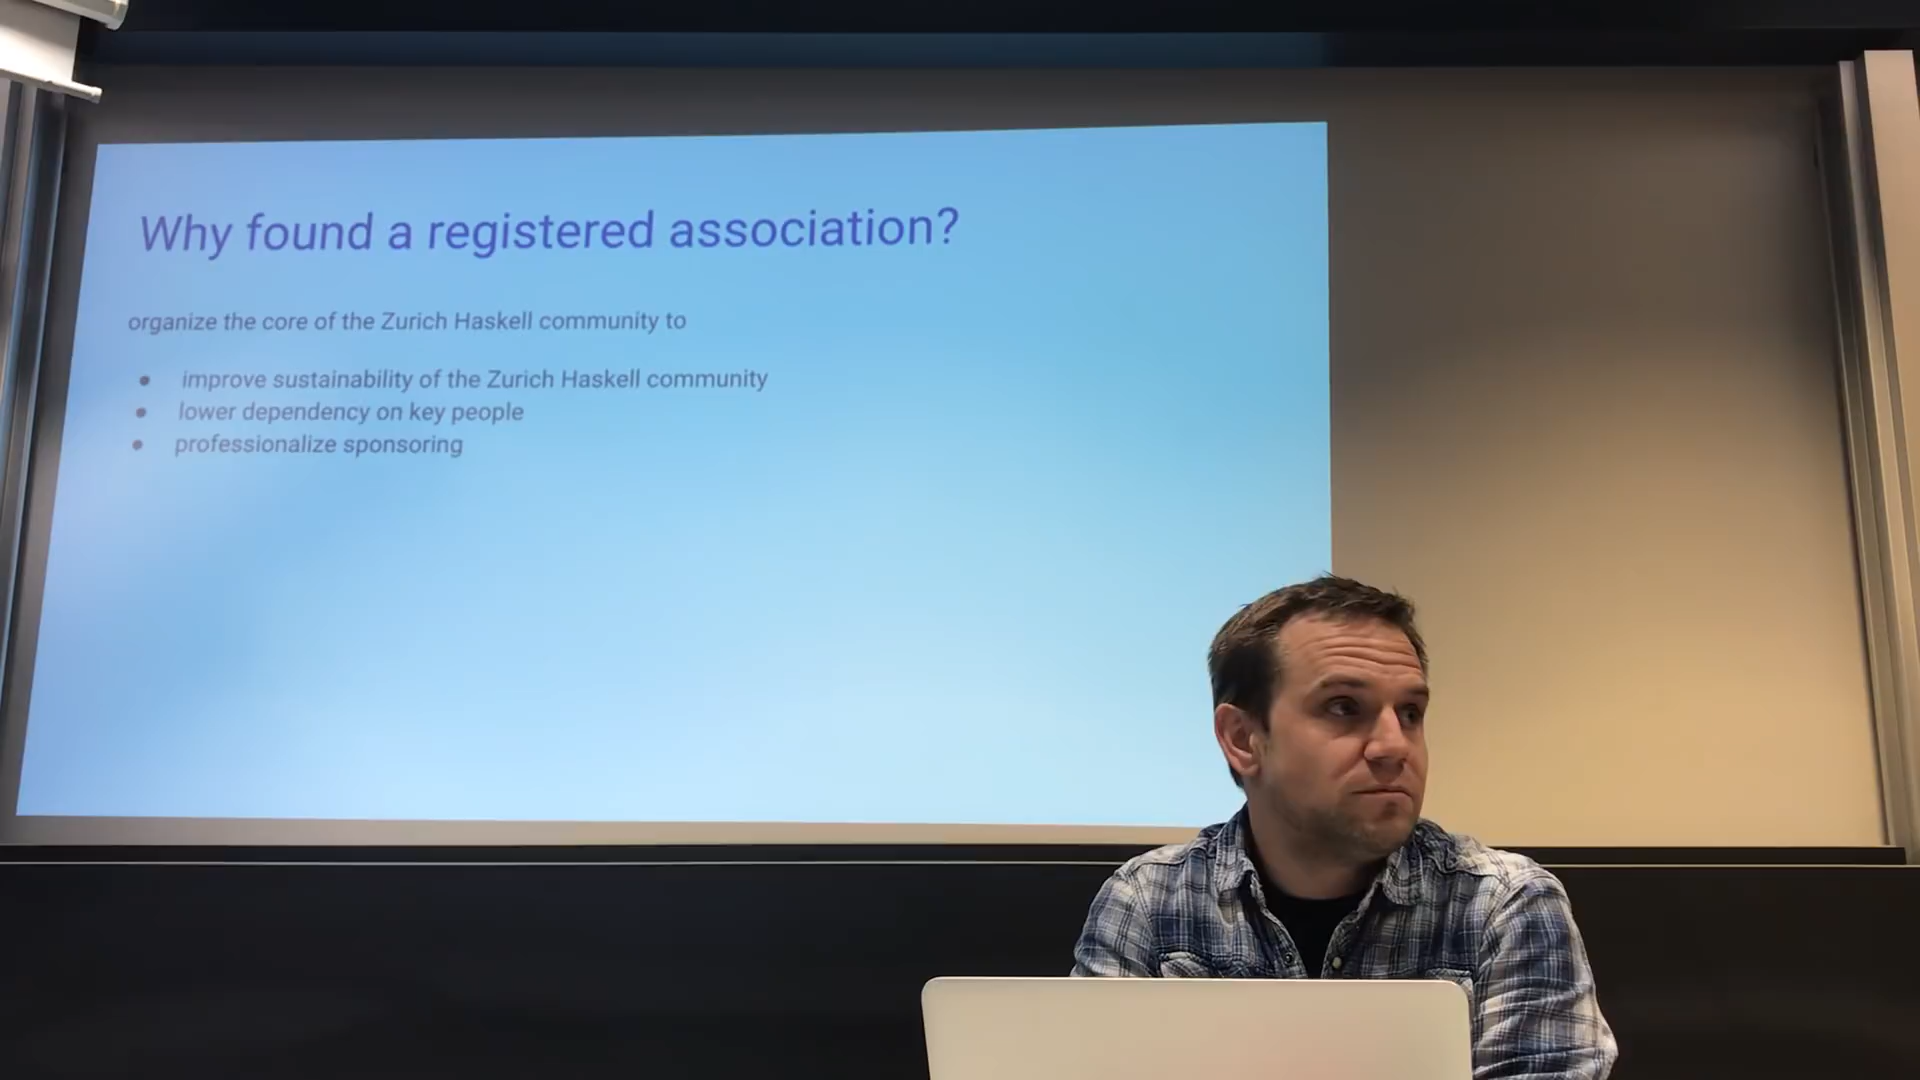 Why found a registered association?
organize the core of the Zurich Haskell community to
● improve sustainability of the Zurich Haskell community
● lower dependency on key people
● professionalize sponsoring